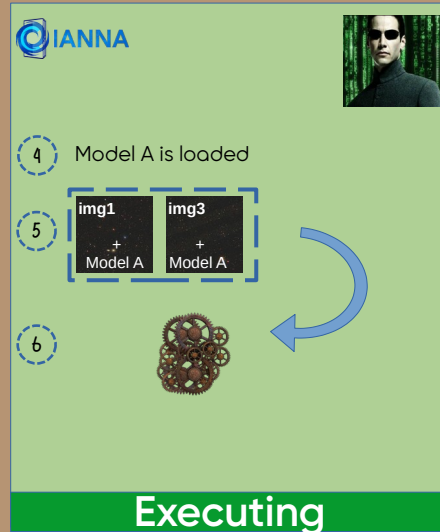 IANNA
4 Model A is loaded
5
img1 img3
+ +
Model A Model A
6
Executing